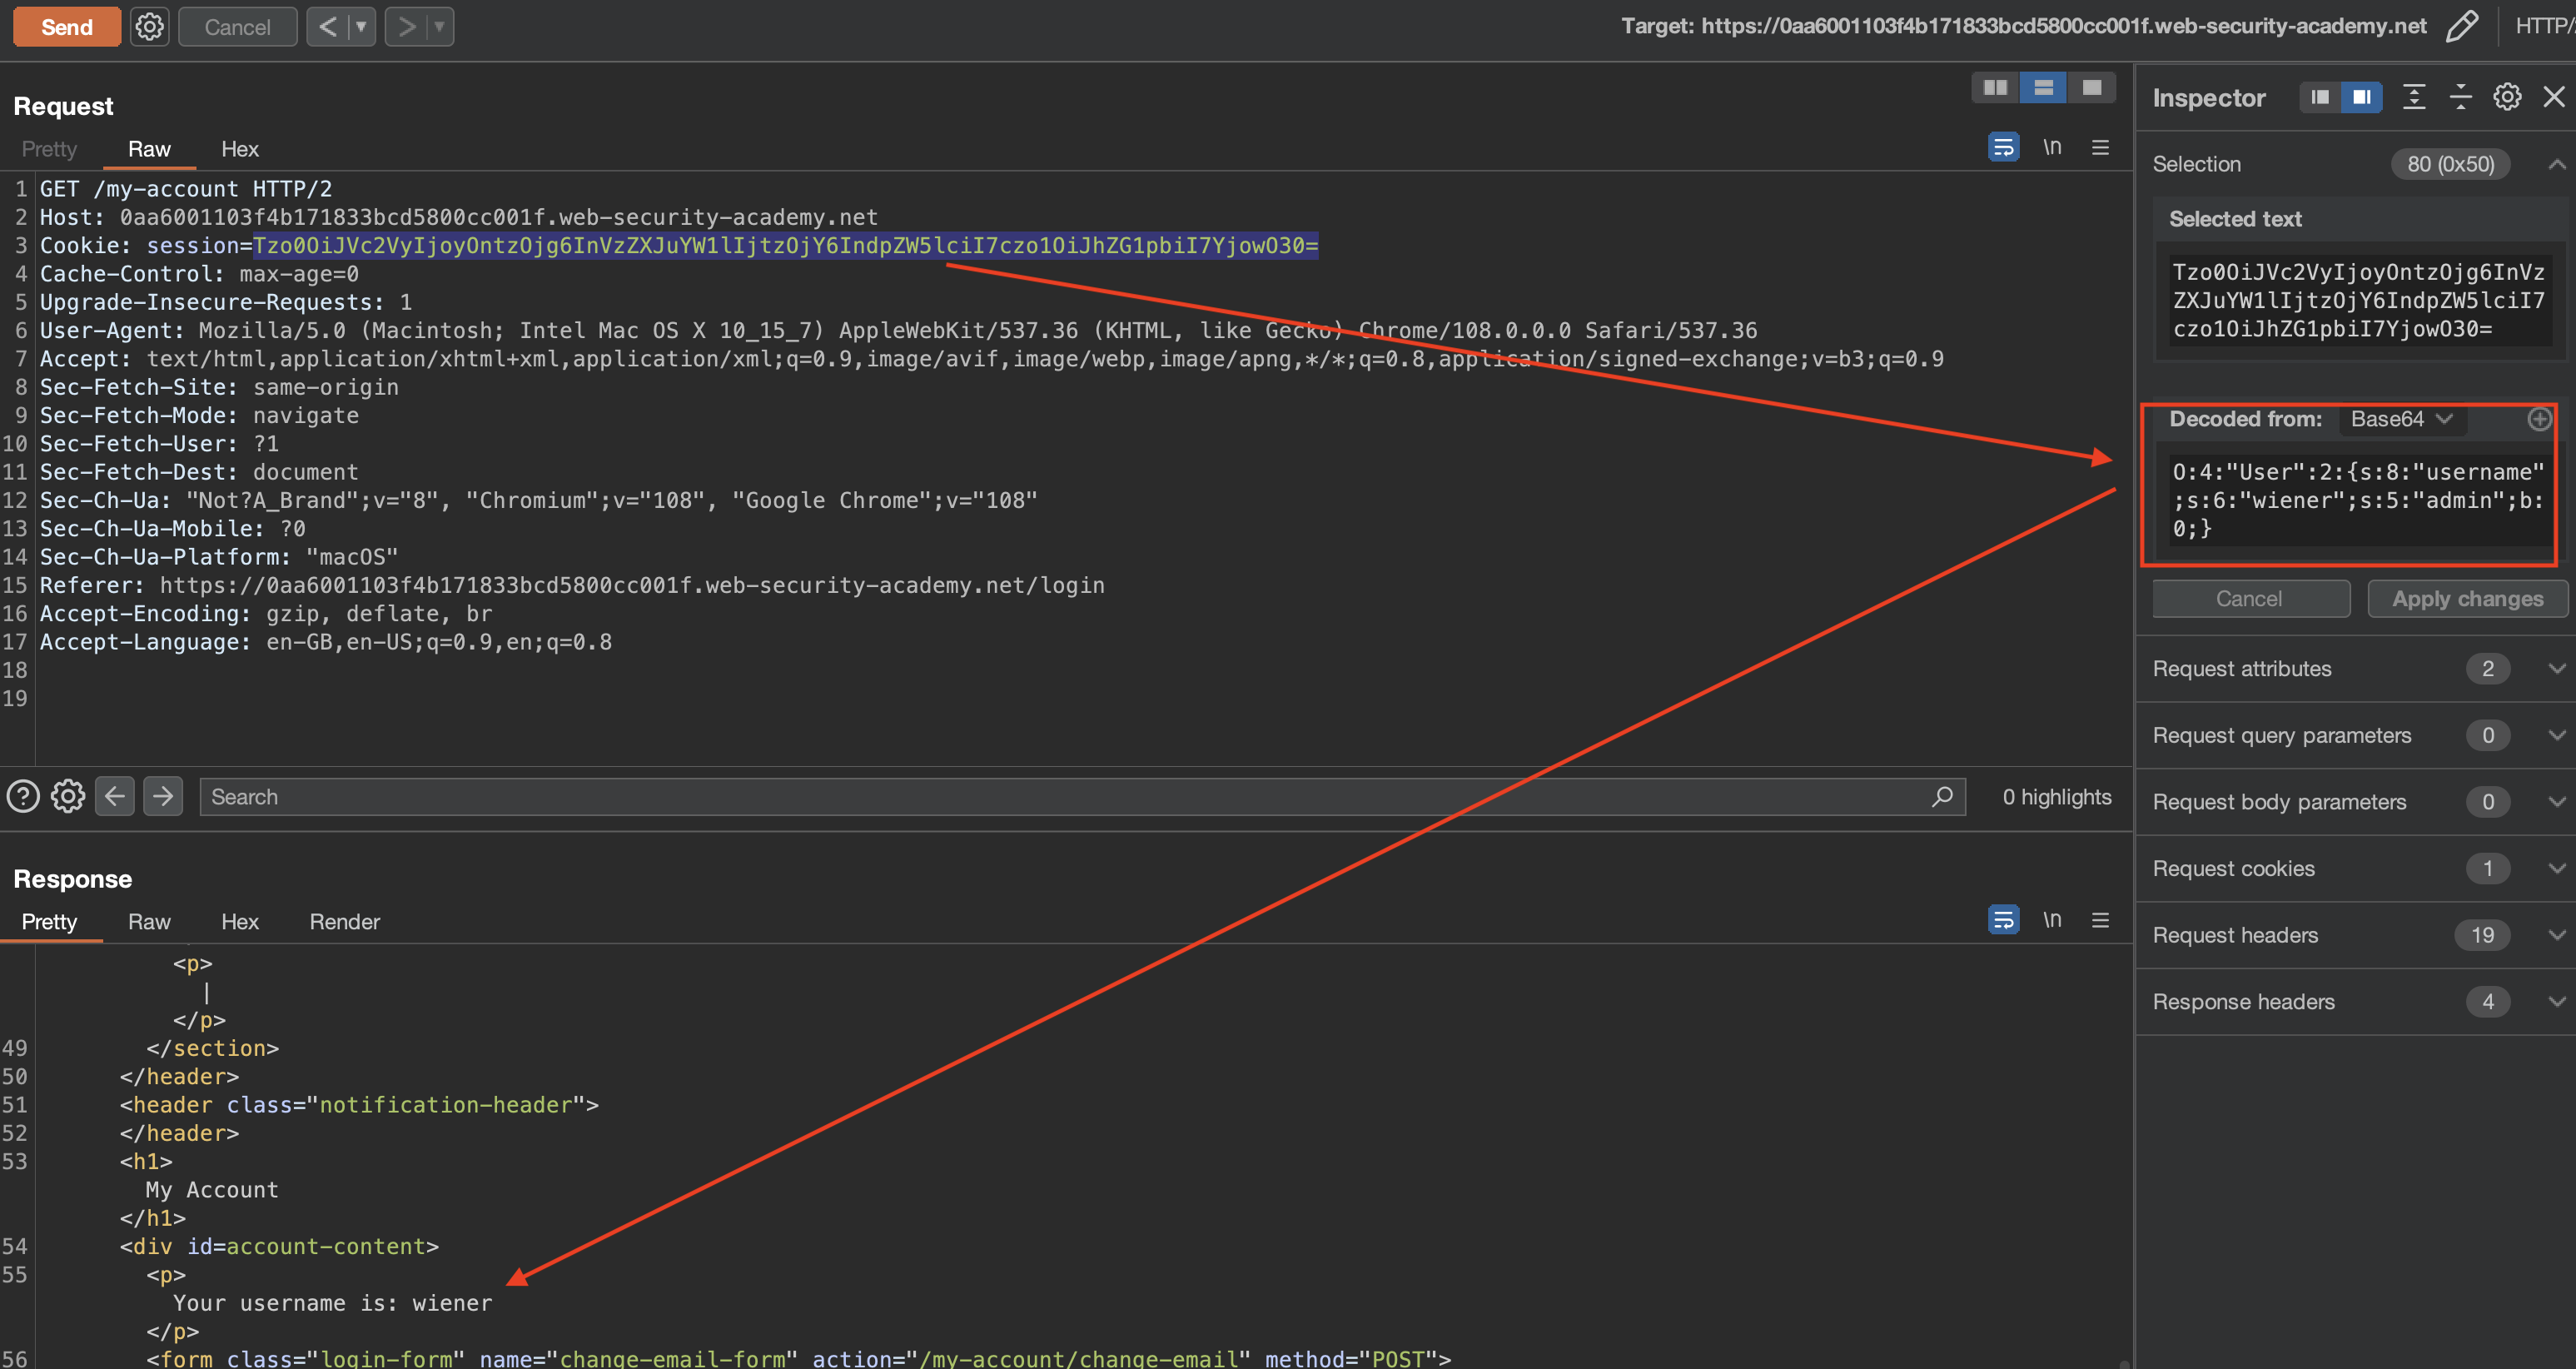 Send Cancel < > Target: https://0aa6001103f4b171833bcd5800cc001f.web-security-academy.net HTTP/
Request
Pretty Raw Hex \n
1 GET /my-account HTTP/2
2 Host: 0aa6001103f4b171833bcd5800cc001f.web-security-academy.net
3 Cookie: session=Tzo0OiJVc2VyIjoyOntzOjg6InVzZXJuYW1lIjtzOjY6IndpZW5lciI7czo1OiJhZG1pbiI7YjowO30=
4 Cache-Control: max-age=0
5 Upgrade-Insecure-Requests: 1
6 User-Agent: Mozilla/5.0 (Macintosh; Intel Mac OS X 10_15_7) AppleWebKit/537.36 (KHTML, like Gecko) Chrome/108.0.0.0 Safari/537.36
7 Accept: text/html,application/xhtml+xml,application/xml;q=0.9,image/avif,image/webp,image/apng,*/*;q=0.8,application/signed-exchange;v=b3;q=0.9
8 Sec-Fetch-Site: same-origin
9 Sec-Fetch-Mode: navigate
10 Sec-Fetch-User: ?1
11 Sec-Fetch-Dest: document
12 Sec-Ch-Ua: "Not?A_Brand";v="8", "Chromium";v="108", "Google Chrome";v="108"
13 Sec-Ch-Ua-Mobile: ?0
14 Sec-Ch-Ua-Platform: "macOS"
15 Referer: https://0aa6001103f4b171833bcd5800cc001f.web-security-academy.net/login
16 Accept-Encoding: gzip, deflate, br
17 Accept-Language: en-GB,en-US;q=0.9,en;q=0.8
18
19
Search 0 highlights
Response
Pretty Raw Hex Render \n
<p>
|
</p>
49 </section>
50 </header>
51 <header class="notification-header">
52 </header>
53 <h1>
My Account
</h1>
54 <div id=account-content>
55 <p>
Your username is: wiener
</p>
56 <form class="login-form" name="change-email-form" action="/my-account/change-email" method="POST">
Inspector
Selection 80 (0x50)
Selected text
Tzo0OiJVc2VyIjoyOntzOjg6InVz
ZXJuYW1lIjtzOjY6IndpZW5lciI7
czo1OiJhZG1pbiI7YjowO30=
Decoded from: Base64
O:4:"User":2:{s:8:"username"
;s:6:"wiener";s:5:"admin";b:
0;}
Cancel Apply changes
Request attributes 2
Request query parameters 0
Request body parameters 0
Request cookies 1
Request headers 19
Response headers 4